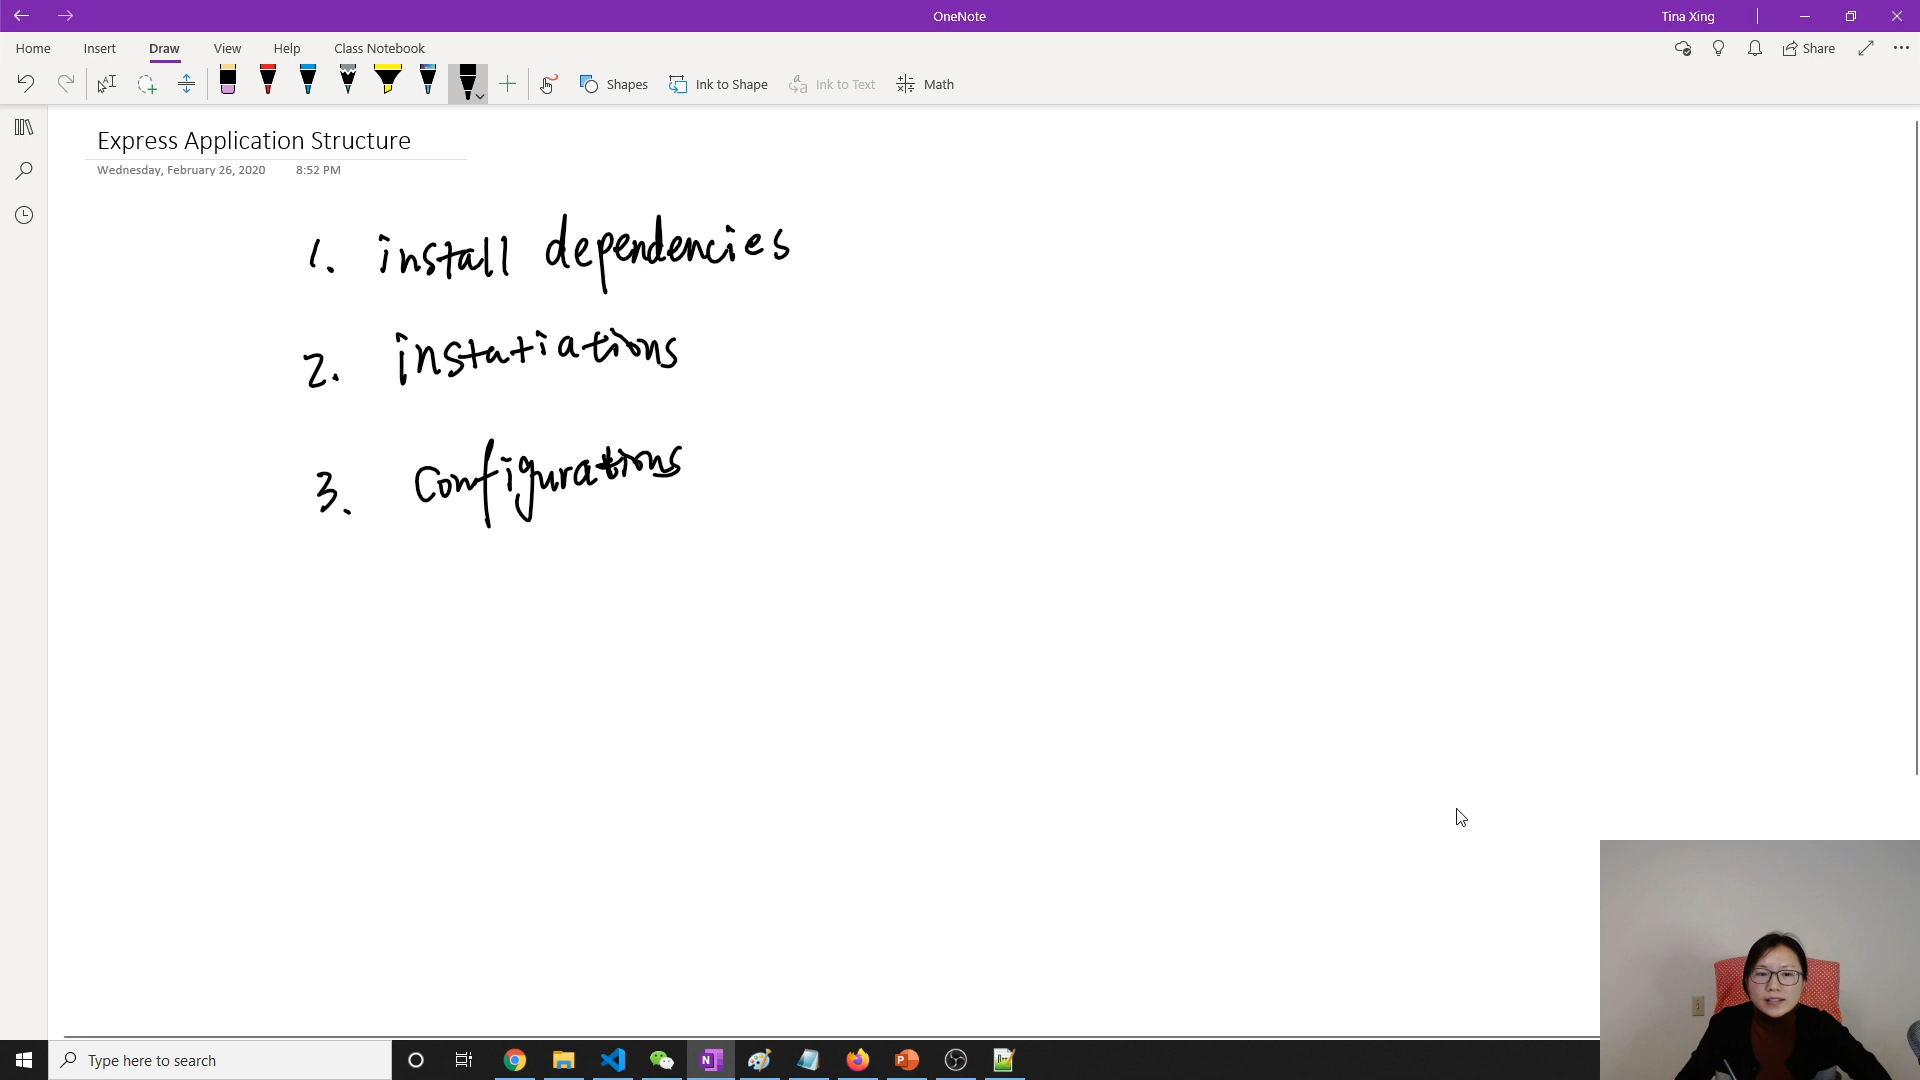 OneNote
Tina Xing
Home Insert Draw View Help Class Notebook
Share
Shapes Ink to Shape Ink to Text Math
Express Application Structure
Wednesday, February 26, 2020 8:52 PM
1. install dependencies
2. instatiations
3. configurations
Type here to search